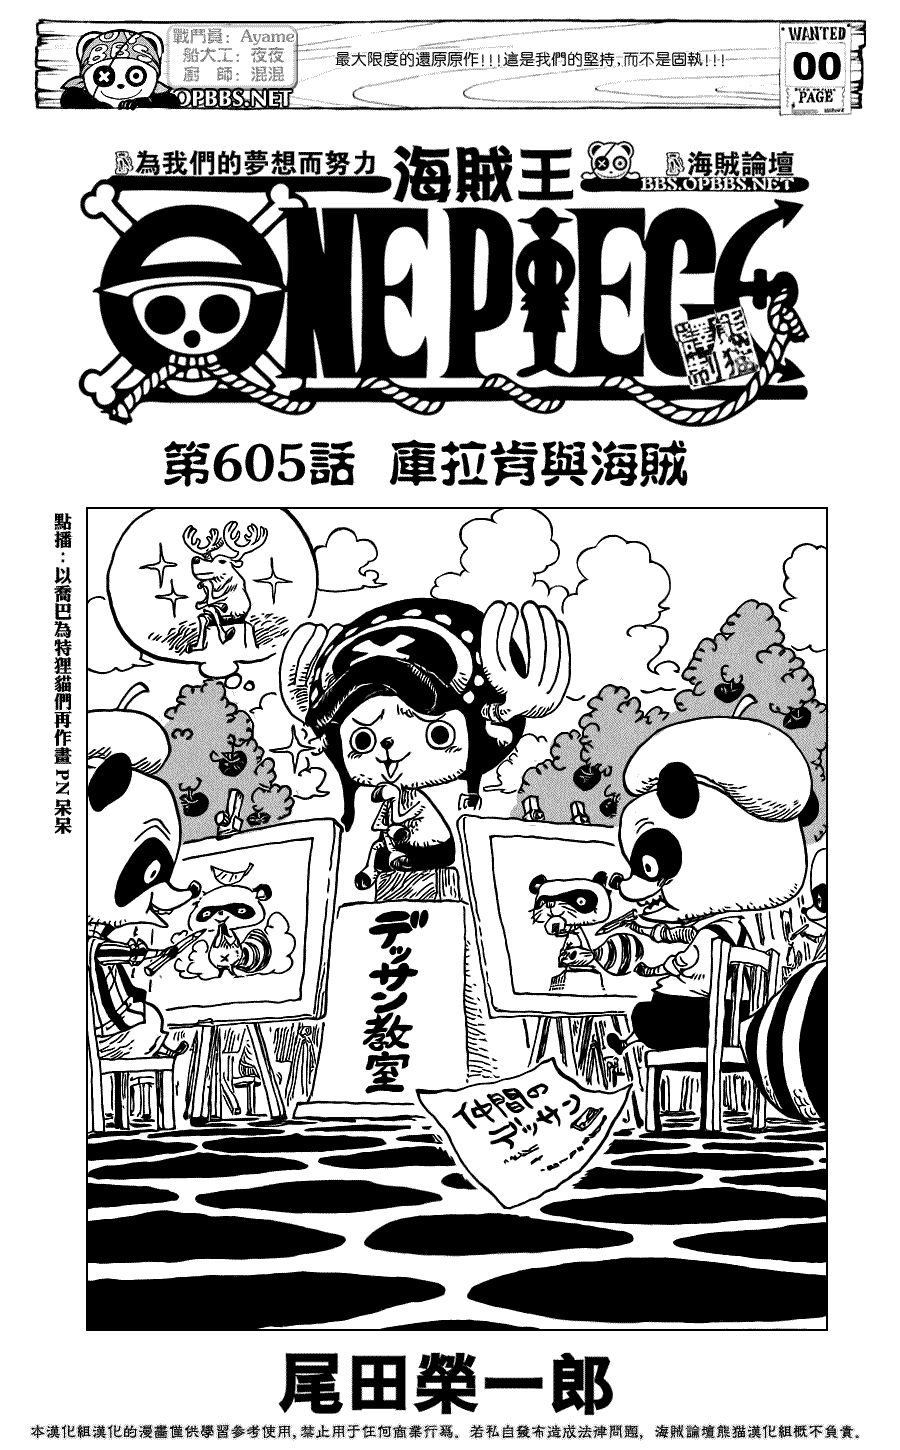 戰鬥員：Ayame
船大工：夜夜
廚　師：混混
OPBBS.NET
最大限度的還原原作!!!這是我們的堅持,而不是固執!!!
WANTED
00
PAGE
為我們的夢想而努力
海賊王
海賊論壇
BBS.OPBBS.NET
ONE PIECE
熊猫
譯制
第605話 庫拉肯與海賊
點播：以喬巴為特狸貓們再作畫 PN 呆呆
デッサン教室
仲間の
デッサン
尾田榮一郎
本漢化組漢化的漫畫僅供學習參考使用,禁止用于任何商業行為。若私自發布造成法律問題，海賊論壇熊猫漢化組概不負責。